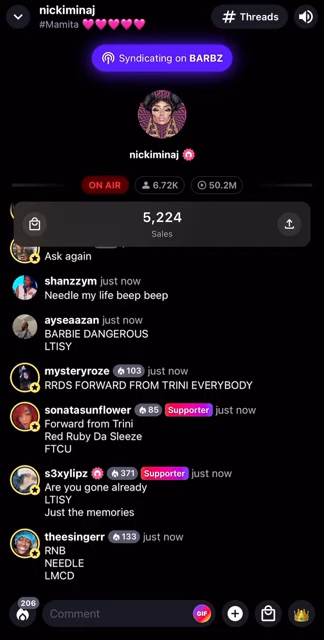 nickiminaj
#Mamita 💖💖💖💖💖
# Threads
Syndicating on BARBZ
nickiminaj
ON AIR
6.72K
50.2M
5,224
Sales
Ask again
shanzzym just now
Needle my life beep beep
ayseaazan just now
BARBIE DANGEROUS
LTISY
mysteryroze 103 just now
RRDS FORWARD FROM TRINI EVERYBODY
sonatasunflower 85 Supporter just now
Forward from Trini
Red Ruby Da Sleeze
FTCU
s3xylipz 371 Supporter just now
Are you gone already
LTISY
Just the memories
theesingerr 133 just now
RNB
NEEDLE
LMCD
206
Comment
GIF